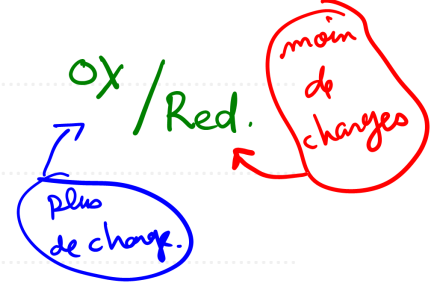 ox / Red.
moin
de
charges
plus
de charge.